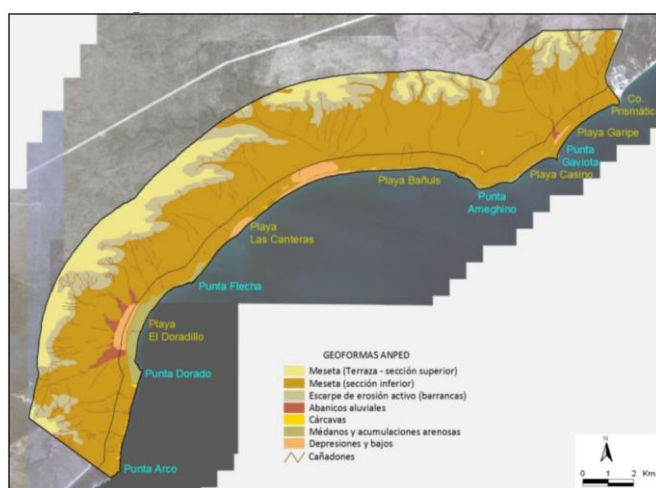 Co.
Prismático
Playa Garipe
Punta
Gaviota
Playa Casino
Playa Bañuls
Punta
Ameghino
Playa
Las Canteras
Punta Flecha
Playa
El Doradillo
Punta Dorado
Punta Arco
GEOFORMAS ANPED
Meseta (Terraza - sección superior)
Meseta (sección inferior)
Escarpe de erosión activo (barrancas)
Abanicos aluviales
Cárcavas
Médanos y acumulaciones arenosas
Depresiones y bajos
Cañadones
N
0 1 2
Km